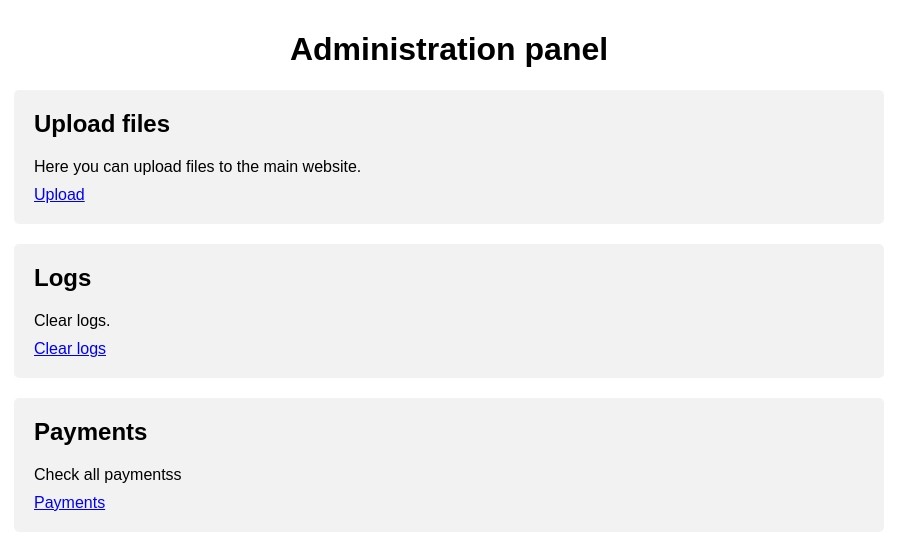 Administration panel
Upload files
Here you can upload files to the main website.
Upload
Logs
Clear logs.
Clear logs
Payments
Check all paymentss
Payments